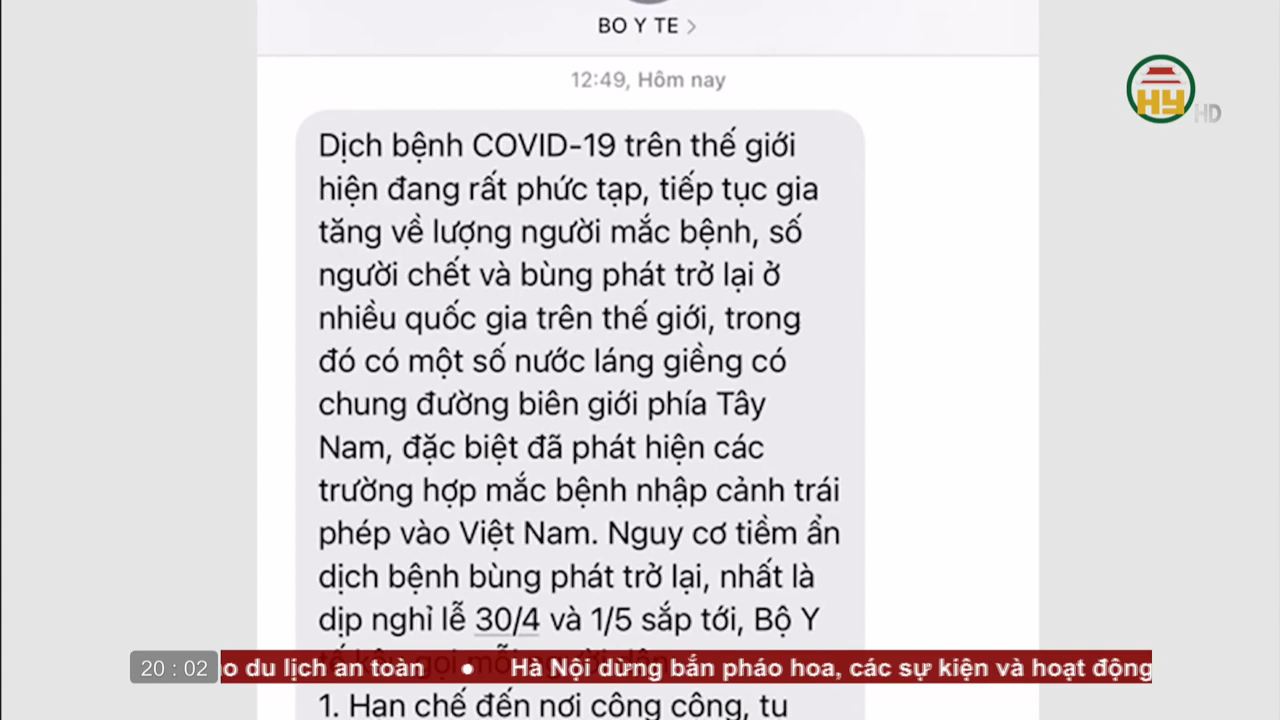 BO Y TE >
12:49, Hôm nay
HY HD
Dịch bệnh COVID-19 trên thế giới
hiện đang rất phức tạp, tiếp tục gia
tăng về lượng người mắc bệnh, số
người chết và bùng phát trở lại ở
nhiều quốc gia trên thế giới, trong
đó có một số nước láng giềng có
chung đường biên giới phía Tây
Nam, đặc biệt đã phát hiện các
trường hợp mắc bệnh nhập cảnh trái
phép vào Việt Nam. Nguy cơ tiềm ẩn
dịch bệnh bùng phát trở lại, nhất là
dịp nghỉ lễ 30/4 và 1/5 sắp tới, Bộ Y
20 : 02 du lịch an toàn • Hà Nội dừng bắn pháo hoa, các sự kiện và hoạt động
1. Hạn chế đến nơi công cộng, tụ